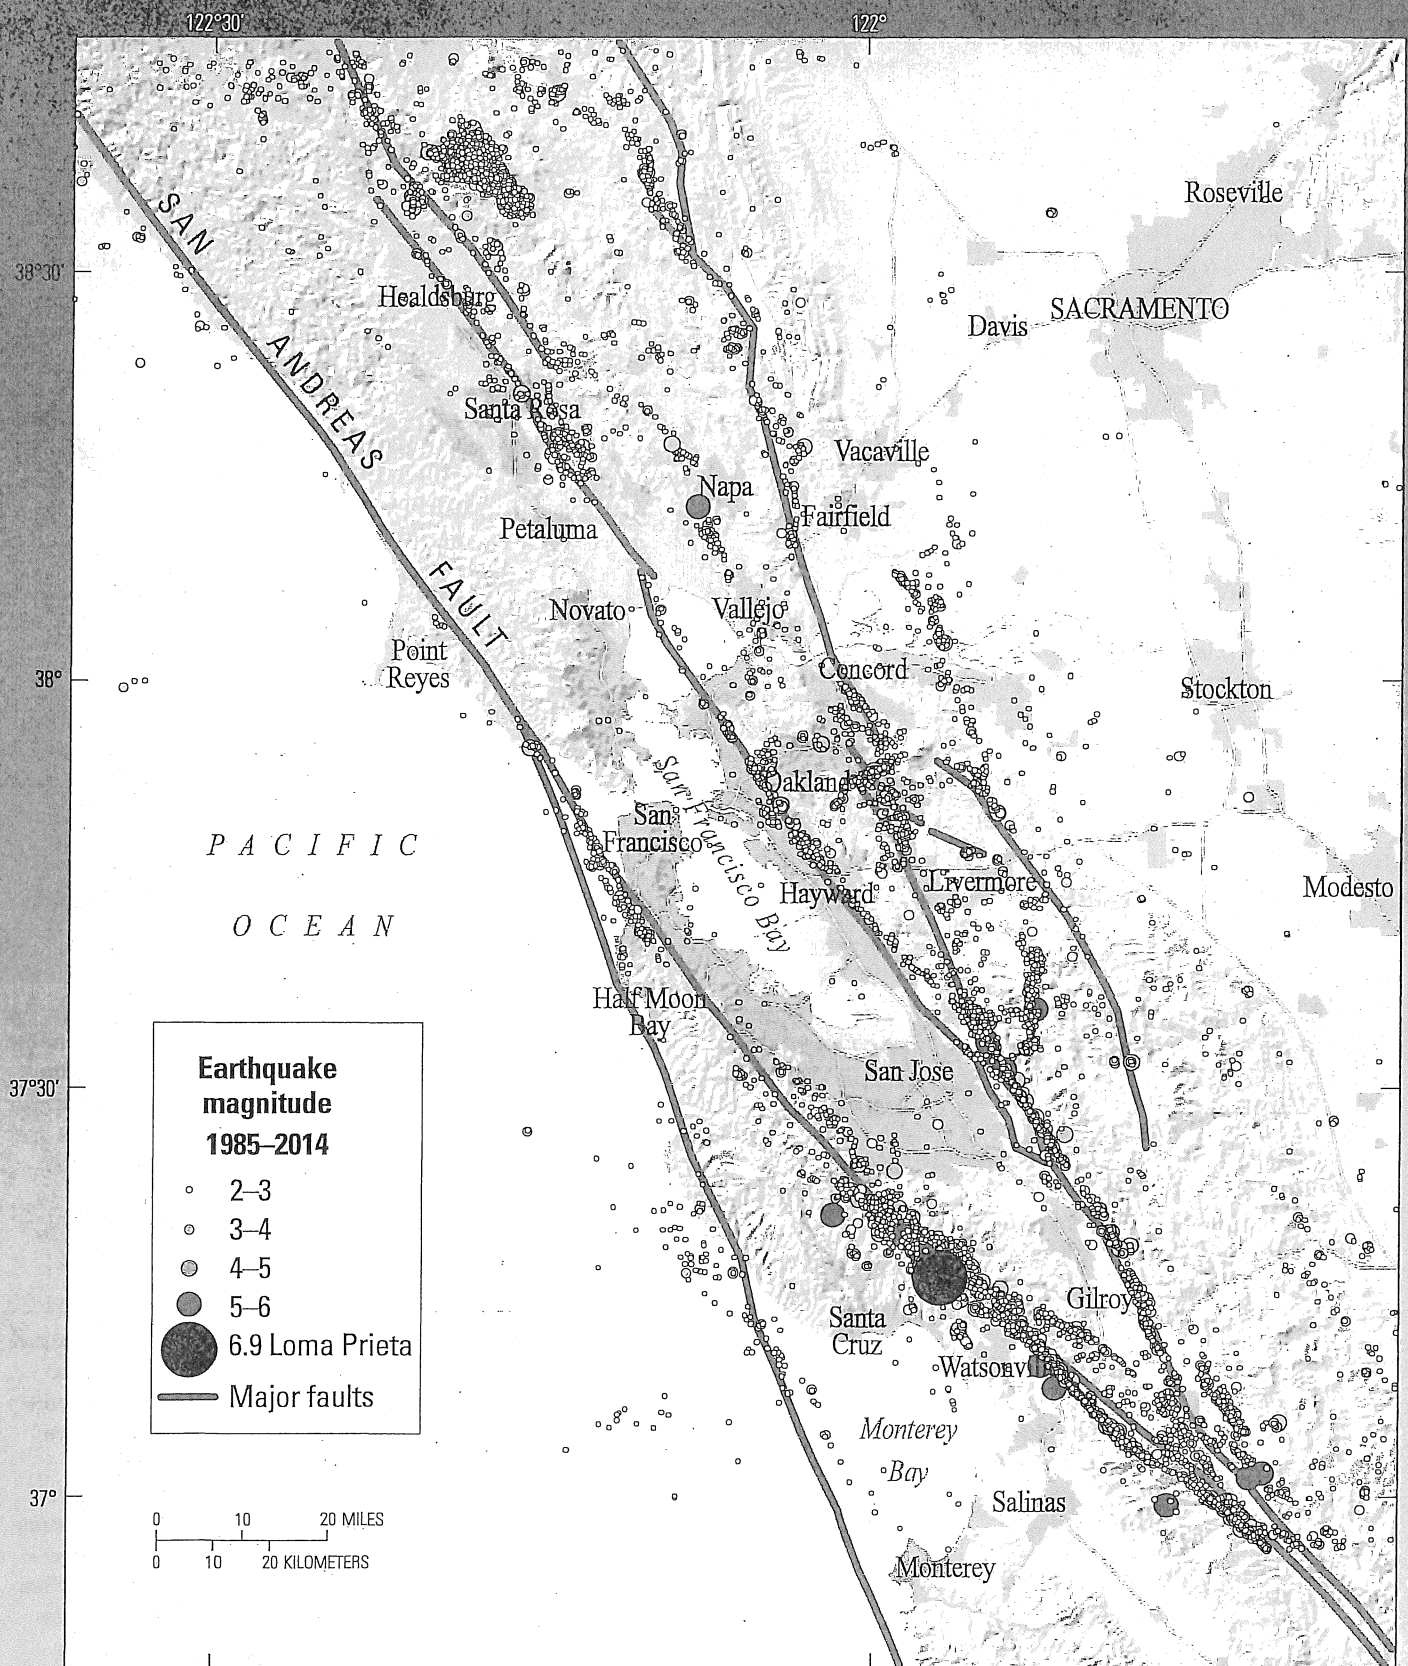 122°30'
122°
Roseville
SAN
38°30'
Healdsburg
SACRAMENTO
Davis
ANDREAS
Santa Rosa
Vacaville
Napa
Fairfield
Petaluma
FAULT
Novato
Vallejo
Point
Reyes
Concord
38°
Stockton
Oakland
San Francisco Bay
San
Francisco
PACIFIC
OCEAN
Hayward
Livermore
Modesto
Half Moon
Bay
San Jose
37°30'
Earthquake
magnitude
1985–2014
2–3
3–4
4–5
5–6
6.9 Loma Prieta
Major faults
Gilroy
Santa
Cruz
Watsonvil
Monterey
Bay
37°
Salinas
0 10 20 MILES
0 10 20 KILOMETERS
Monterey